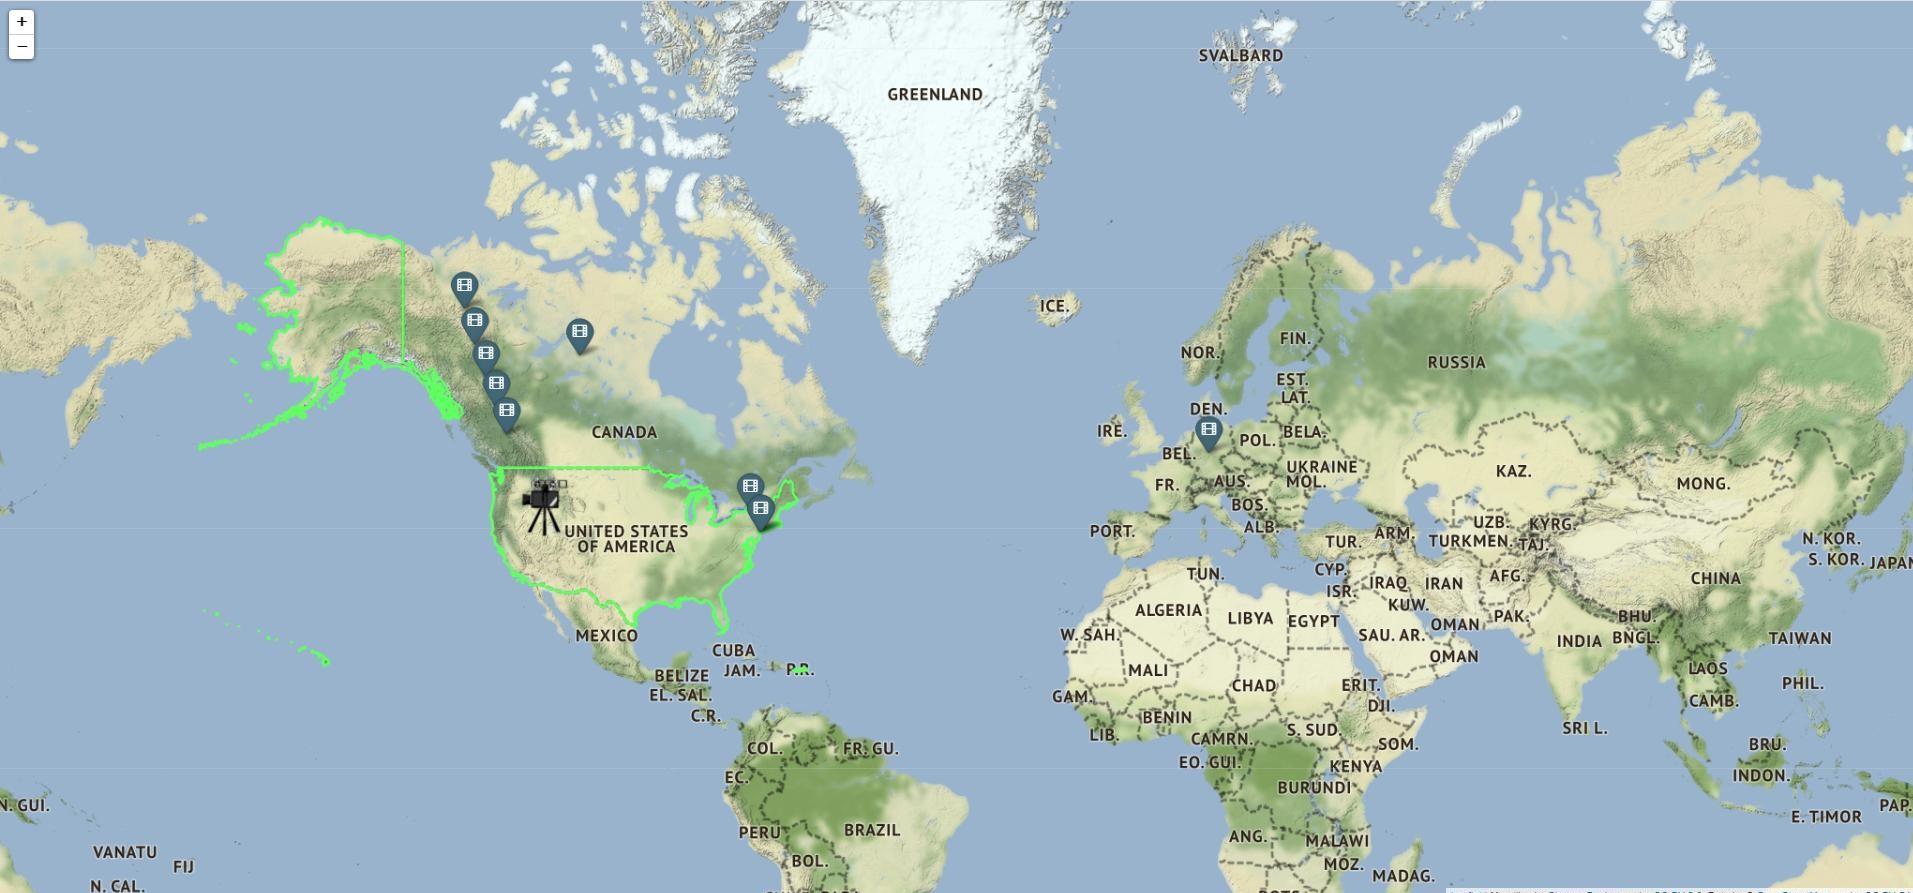 +
−
SVALBARD
GREENLAND
ICE.
NOR.
FIN.
RUSSIA
EST.
LAT.
DEN.
IRE.
CANADA
POL.
BELA.
BEL.
UKRAINE
KAZ.
FR.
AUS.
MOL.
MONG.
BOS.
UNITED STATES
OF AMERICA
PORT.
ALB.
TUR.
ARM.
UZB.
KYRG.
TURKMEN.
TAJ.
N. KOR.
S. KOR.
JAPAN
TUN.
CYP.
ISR.
IRAQ
IRAN
AFG.
CHINA
KUW.
ALGERIA
LIBYA
EGYPT
PAK.
BHU.
MEXICO
W. SAH.
SAU. AR.
OMAN
INDIA
BNGL.
TAIWAN
CUBA
JAM.
P.R.
MALI
OMAN
LAOS
BELIZE
EL. SAL.
CHAD
ERIT.
PHIL.
GAM.
DJI.
CAMB.
C.R.
BENIN
LIB.
CAMRN.
S. SUD.
SOM.
SRI L.
COL.
FR. GU.
BRU.
EO. GUI.
KENYA
EC.
INDON.
BURUNDI
N. GUI.
PAP.
E. TIMOR
PERU
BRAZIL
ANG.
MALAWI
VANATU
FIJ
BOL.
MOZ.
MADAG.
N. CAL.